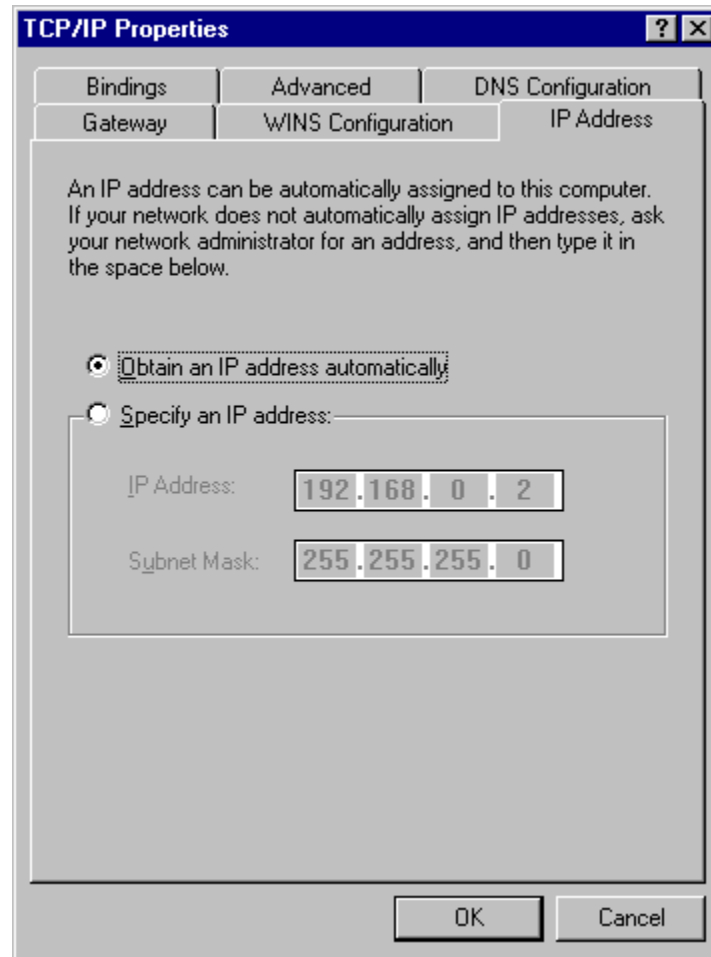 TCP/IP Properties
Bindings Advanced DNS Configuration
Gateway WINS Configuration IP Address
An IP address can be automatically assigned to this computer.
If your network does not automatically assign IP addresses, ask
your network administrator for an address, and then type it in
the space below.
Obtain an IP address automatically
Specify an IP address:
IP Address: 192.168.0.2
Subnet Mask: 255.255.255.0
OK Cancel